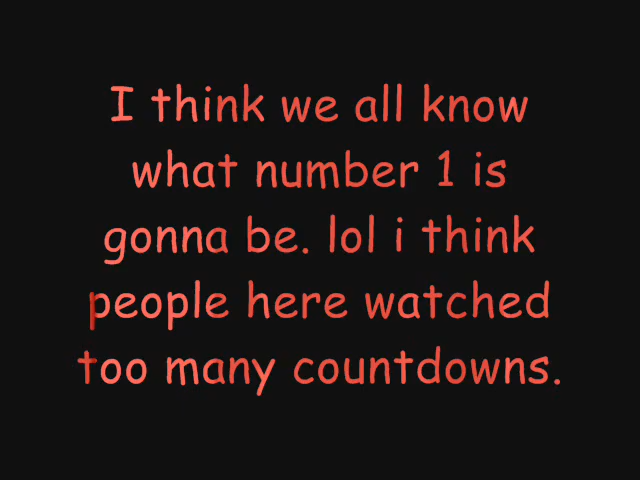 I think we all know
what number 1 is
gonna be. lol i think
people here watched
too many countdowns.